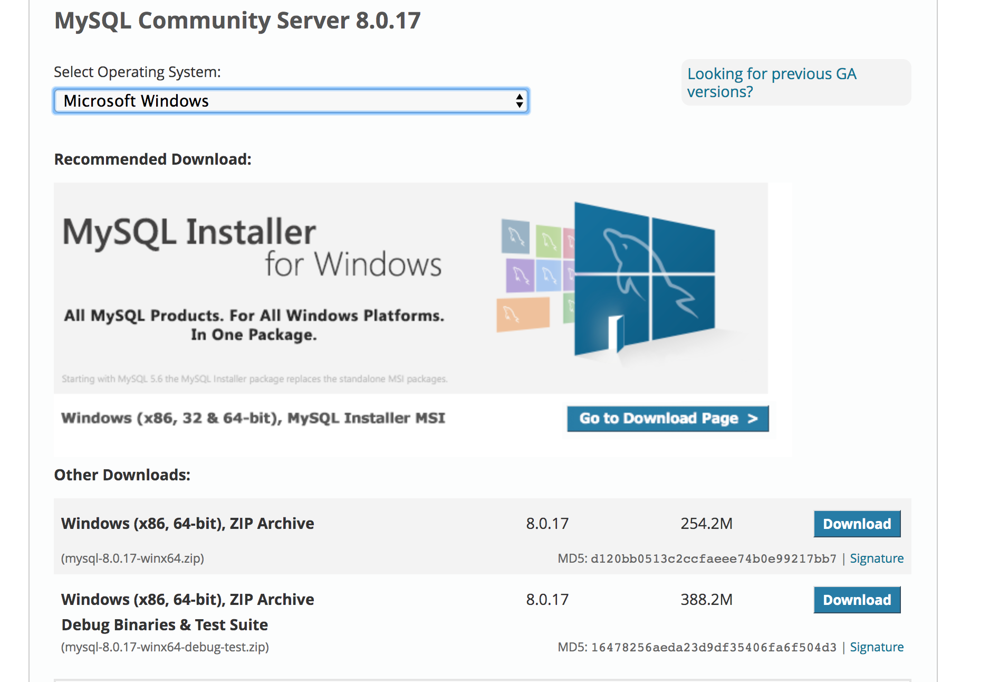 MySQL Community Server 8.0.17
Select Operating System:
Microsoft Windows
Looking for previous GA
versions?
Recommended Download:
MySQL Installer
for Windows
All MySQL Products. For All Windows Platforms.
In One Package.
Starting with MySQL 5.6 the MySQL Installer package replaces the standalone MSI packages.
Windows (x86, 32 & 64-bit), MySQL Installer MSI
Go to Download Page >
Other Downloads:
Windows (x86, 64-bit), ZIP Archive 8.0.17 254.2M Download
(mysql-8.0.17-winx64.zip) MD5: d120bb0513c2ccfaeee74b0e99217bb7 | Signature
Windows (x86, 64-bit), ZIP Archive 8.0.17 388.2M Download
Debug Binaries & Test Suite
(mysql-8.0.17-winx64-debug-test.zip) MD5: 16478256aeda23d9df35406fa6f504d3 | Signature